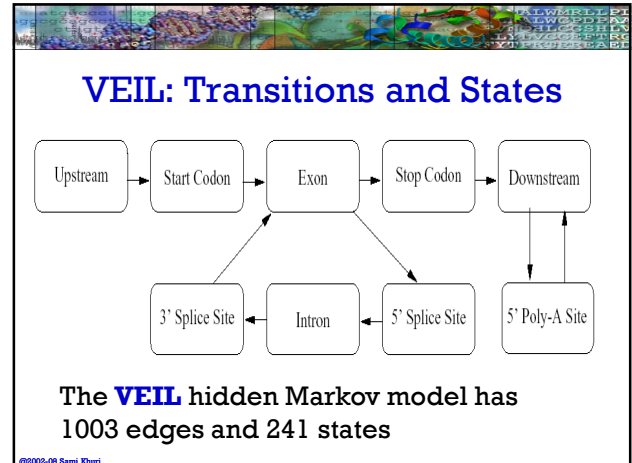 VEIL: Transitions and States
Upstream
Start Codon
Exon
Stop Codon
Downstream
3’ Splice Site
Intron
5’ Splice Site
5’ Poly-A Site
The VEIL hidden Markov model has
1003 edges and 241 states
@2002-08 Sami Khuri